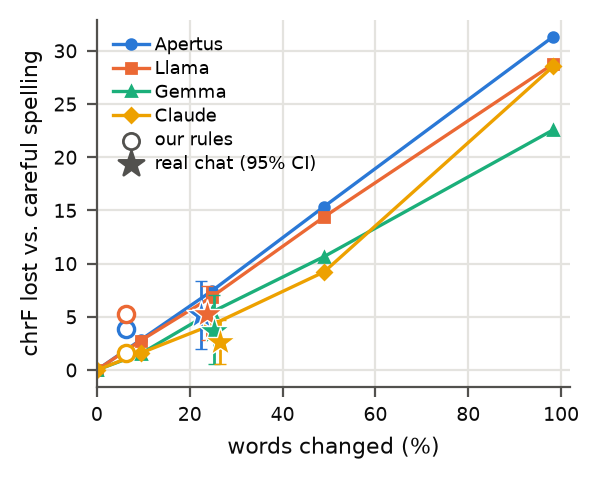 chrF lost vs. careful spelling
30
25
20
15
10
5
0
Apertus
Llama
Gemma
Claude
our rules
real chat (95% CI)
0 20 40 60 80 100
words changed (%)